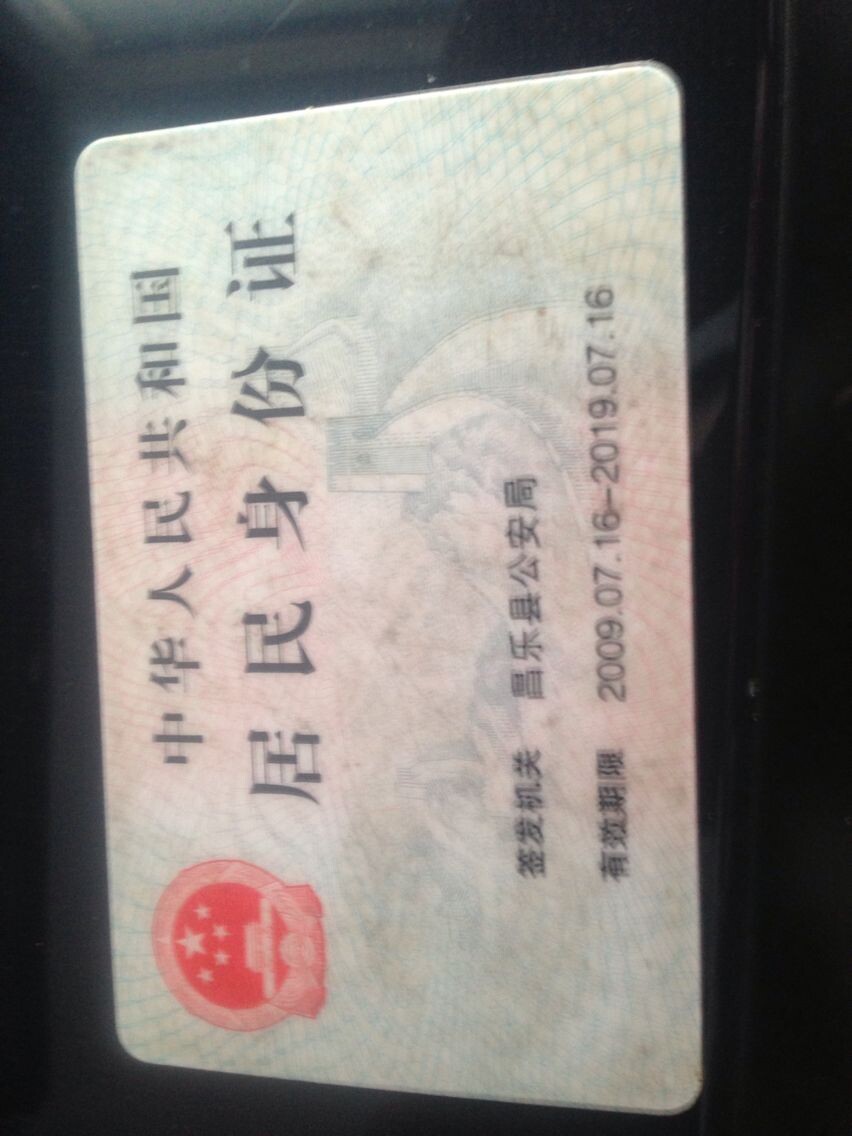 中华人民共和国
居民身份证
签发机关 昌乐县公安局
有效期限 2009.07.16-2019.07.16